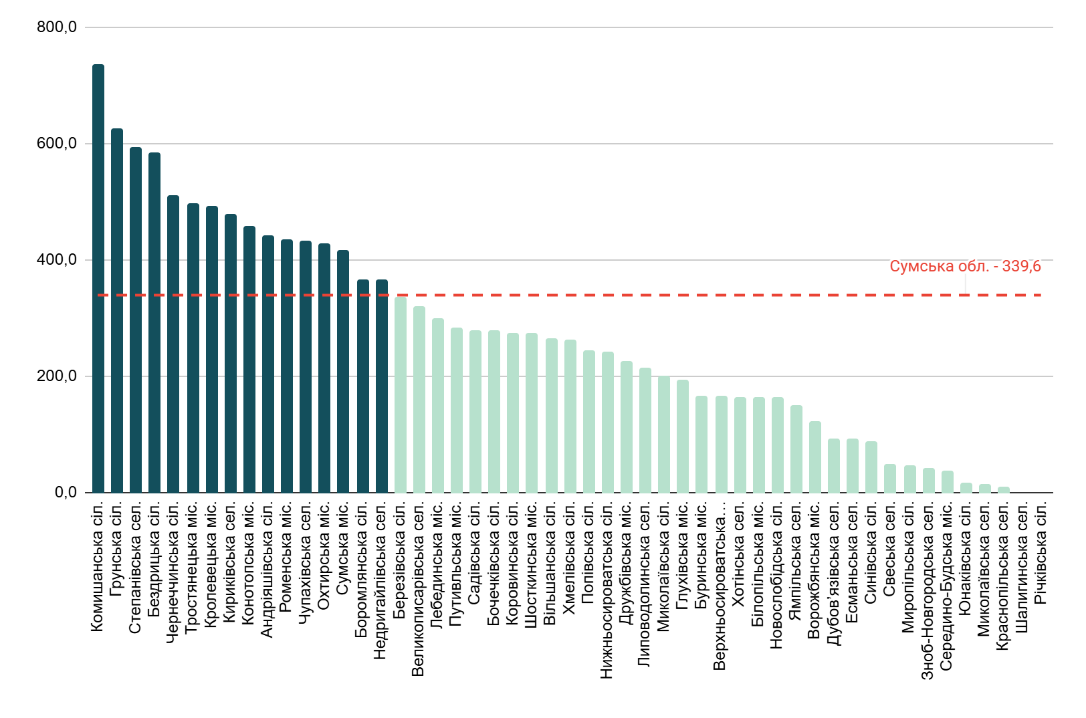 800,0
600,0
400,0
200,0
0,0
Сумська обл. - 339,6
Комишанська сіл.
Грунська сіл.
Степанівська сел.
Бездрицька сіл.
Чернеччинська сіл.
Тростянецька міс.
Кролевецька міс.
Кириківська сел.
Конотопська міс.
Андріяшівська сіл.
Роменська міс.
Чупахівська сел.
Охтирська міс.
Сумська міс.
Боромлянська сіл.
Недригайлівська сел.
Березівська сіл.
Великописарівська сел.
Лебединська міс.
Путивльська міс.
Садівська сіл.
Бочечківська сіл.
Коровинська сіл.
Шосткинська міс.
Вільшанська сіл.
Хмелівська сіл.
Попівська сіл.
Нижньосироватська сіл.
Дружбівська міс.
Липоводолинська сел.
Миколаївська сіл.
Глухівська міс.
Буринська міс.
Верхньосироватська…
Хотінська сел.
Білопільська міс.
Новослобідська сіл.
Ямпільська сел.
Ворожбянська міс.
Дубов'язівська сел.
Есманьська сел.
Синівська сіл.
Свеська сел.
Миропільська сіл.
Зноб-Новгородська сел.
Середино-Будська міс.
Юнаківська сіл.
Миколаївська сел.
Краснопільська сел.
Шалигинська сел.
Річківська сіл.